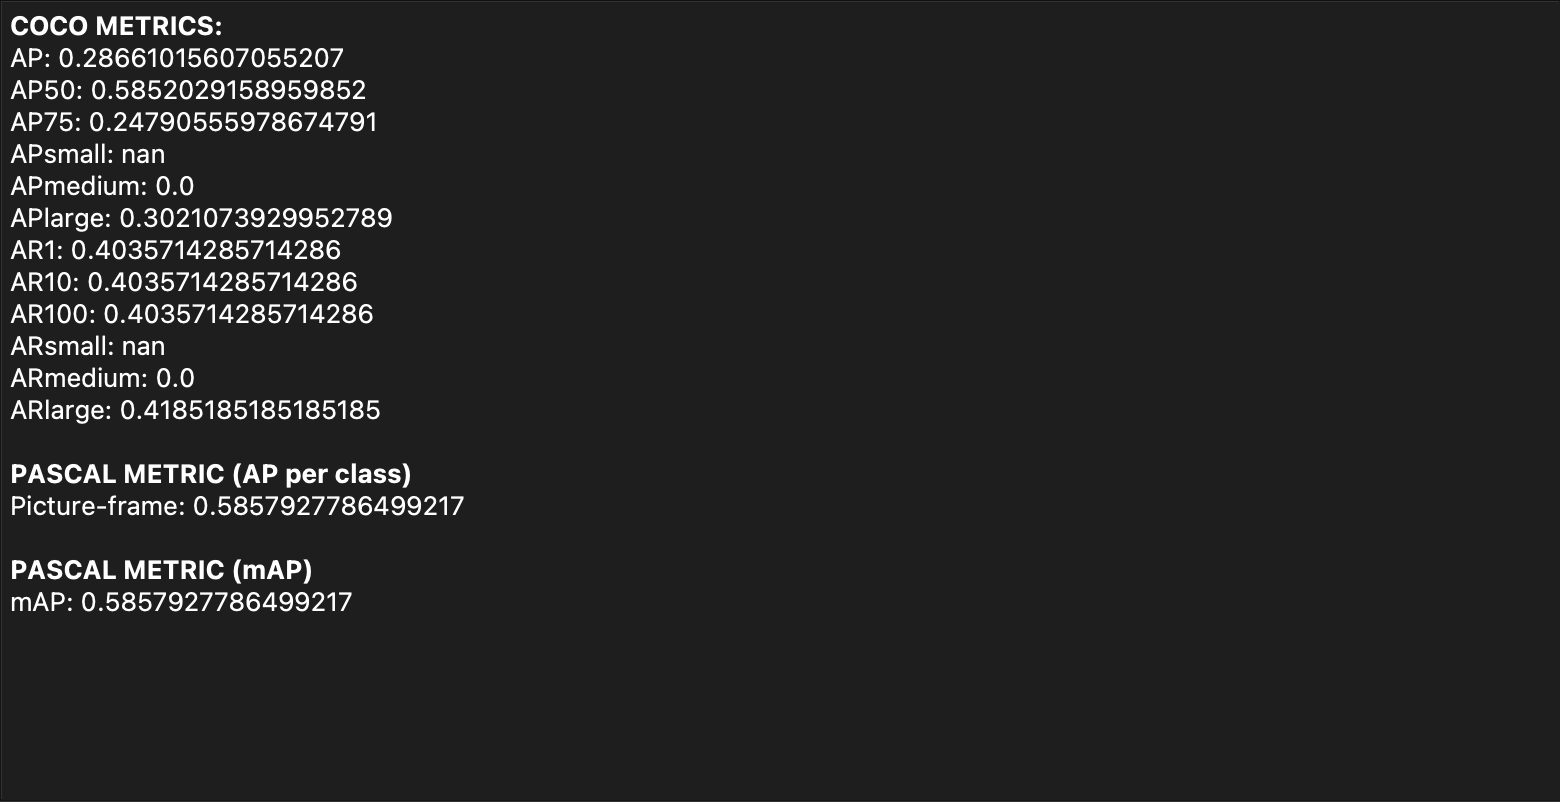 COCO METRICS:
AP: 0.28661015607055207
AP50: 0.5852029158959852
AP75: 0.24790555978674791
APsmall: nan
APmedium: 0.0
APlarge: 0.3021073929952789
AR1: 0.4035714285714286
AR10: 0.4035714285714286
AR100: 0.4035714285714286
ARsmall: nan
ARmedium: 0.0
ARlarge: 0.4185185185185185
PASCAL METRIC (AP per class)
Picture-frame: 0.5857927786499217
PASCAL METRIC (mAP)
mAP: 0.5857927786499217